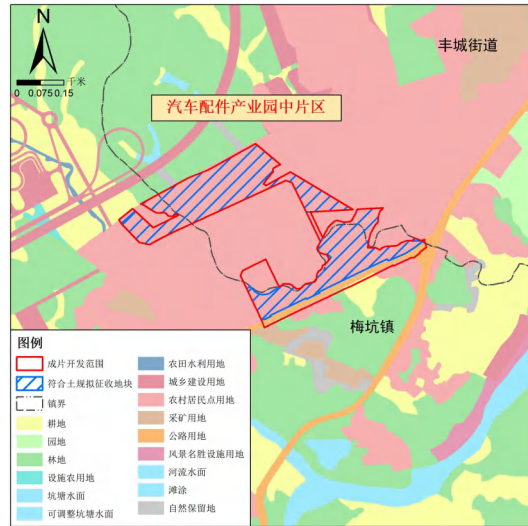 N
千米
0 0.075 0.15
丰城街道
汽车配件产业园中片区
梅坑镇
图例
成片开发范围
符合土规拟征收地块
镇界
耕地
园地
林地
设施农用地
坑塘水面
可调整坑塘水面
农田水利用地
城乡建设用地
农村居民点用地
采矿用地
公路用地
风景名胜设施用地
河流水面
滩涂
自然保留地